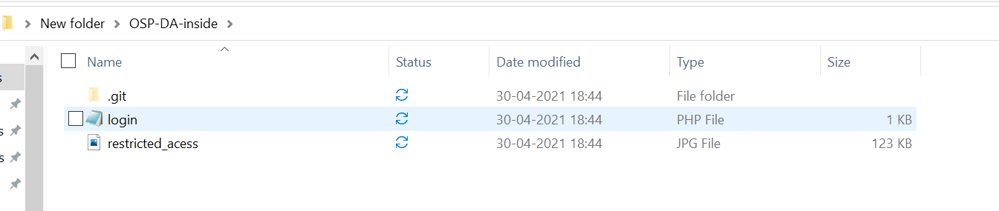 New folder OSP-DA-inside
Name Status Date modified Type Size
.git 30-04-2021 18:44 File folder
login 30-04-2021 18:44 PHP File 1 KB
restricted_acess 30-04-2021 18:44 JPG File 123 KB